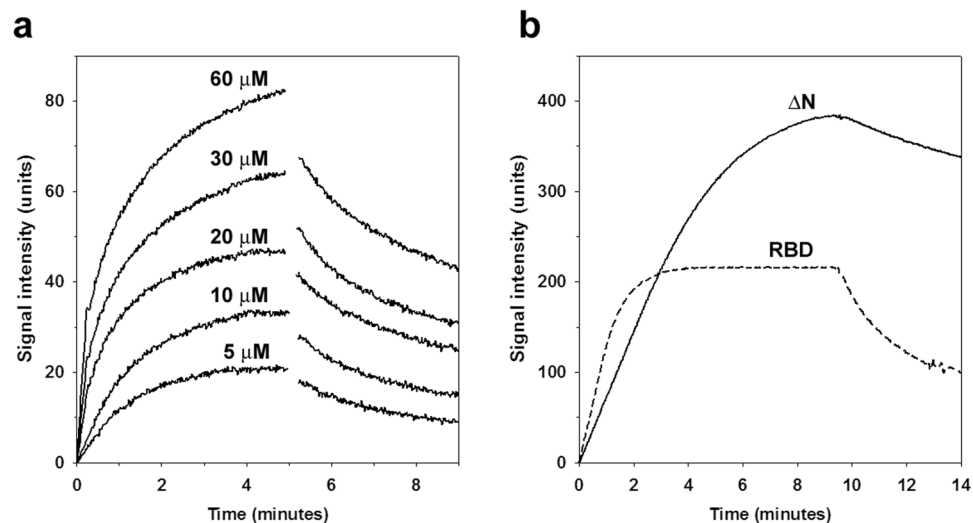 a
60 μM
30 μM
20 μM
10 μM
5 μM
Signal intensity (units)
80
60
40
20
0
0 2 4 6 8
Time (minutes)
b
ΔN
RBD
Signal intensity (units)
400
300
200
100
0
0 2 4 6 8 10 12 14
Time (minutes)